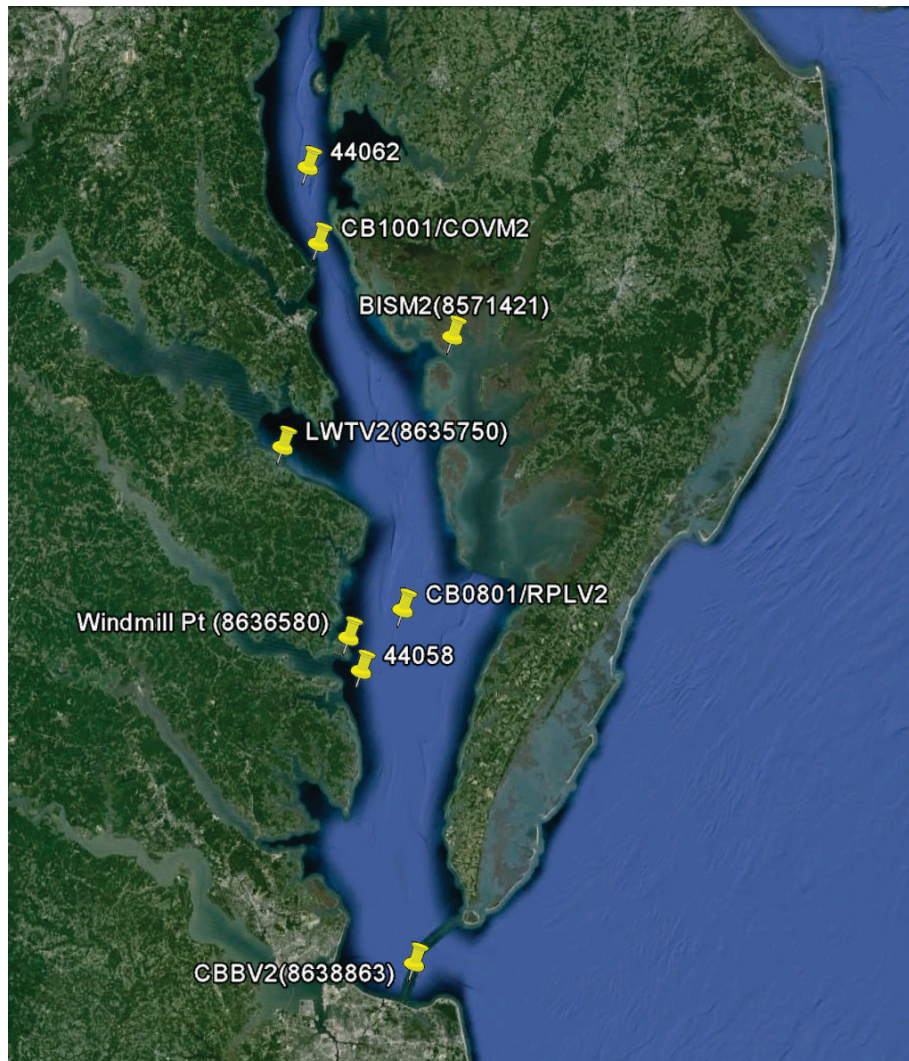 44062
CB1001/COVM2
BISM2(8571421)
LWTV2(8635750)
CB0801/RPLV2
Windmill Pt (8636580)
44058
CBBV2(8638863)